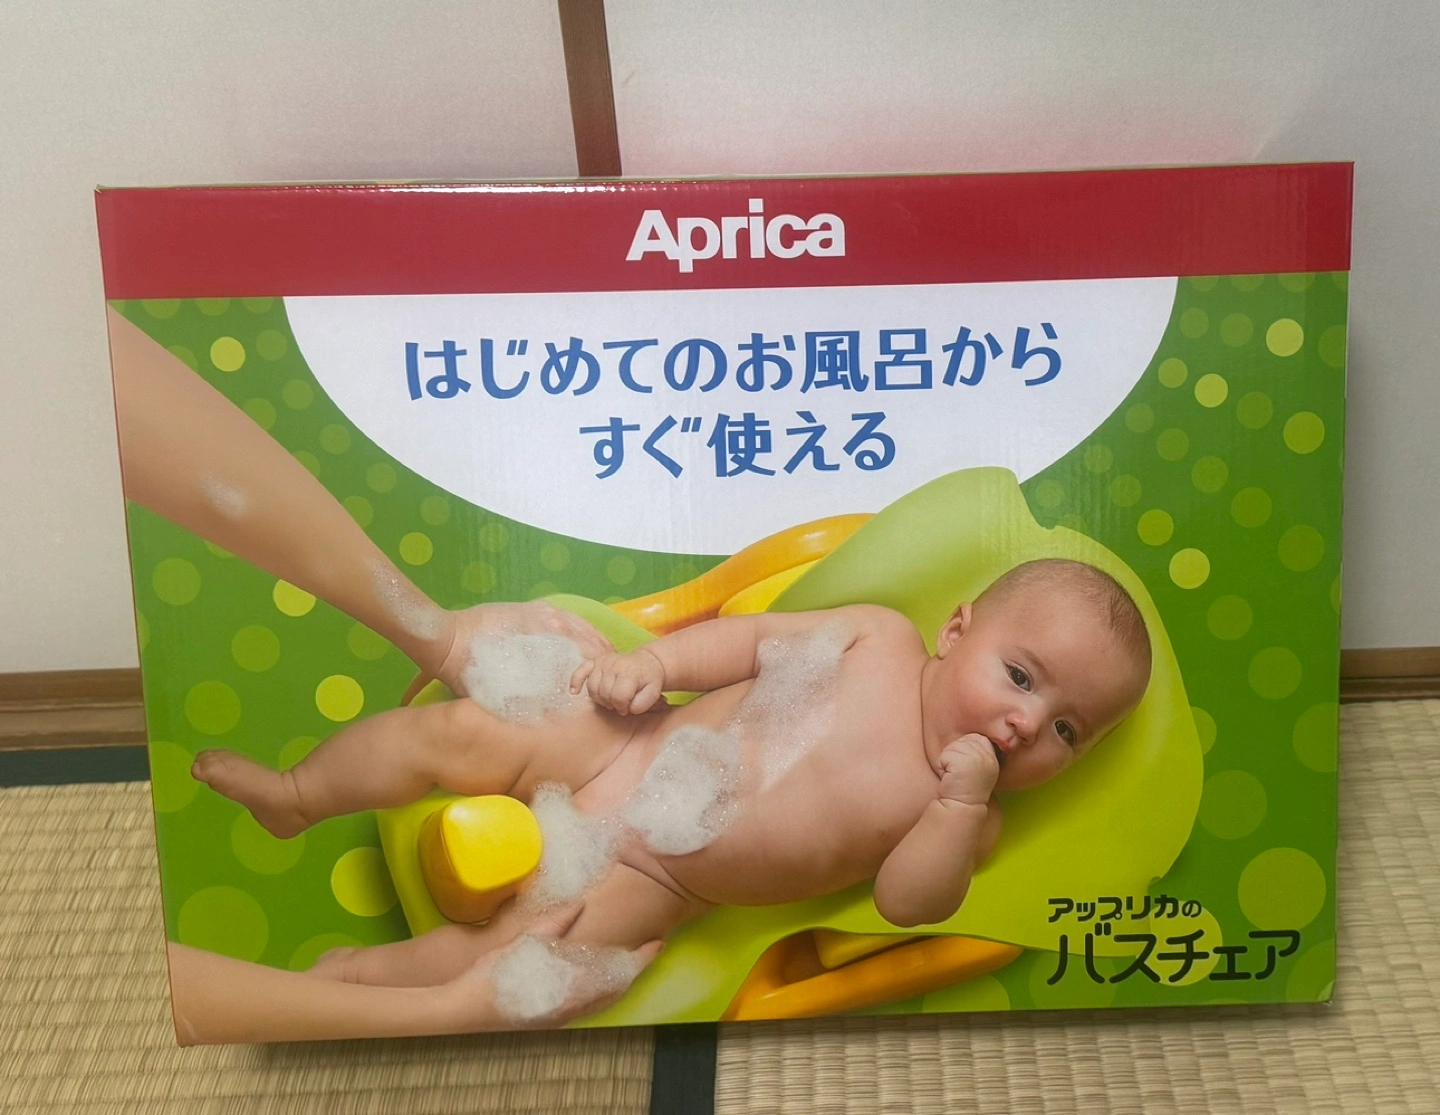 Aprica
はじめてのお風呂から
すぐ使える
アップリカの
バスチェア